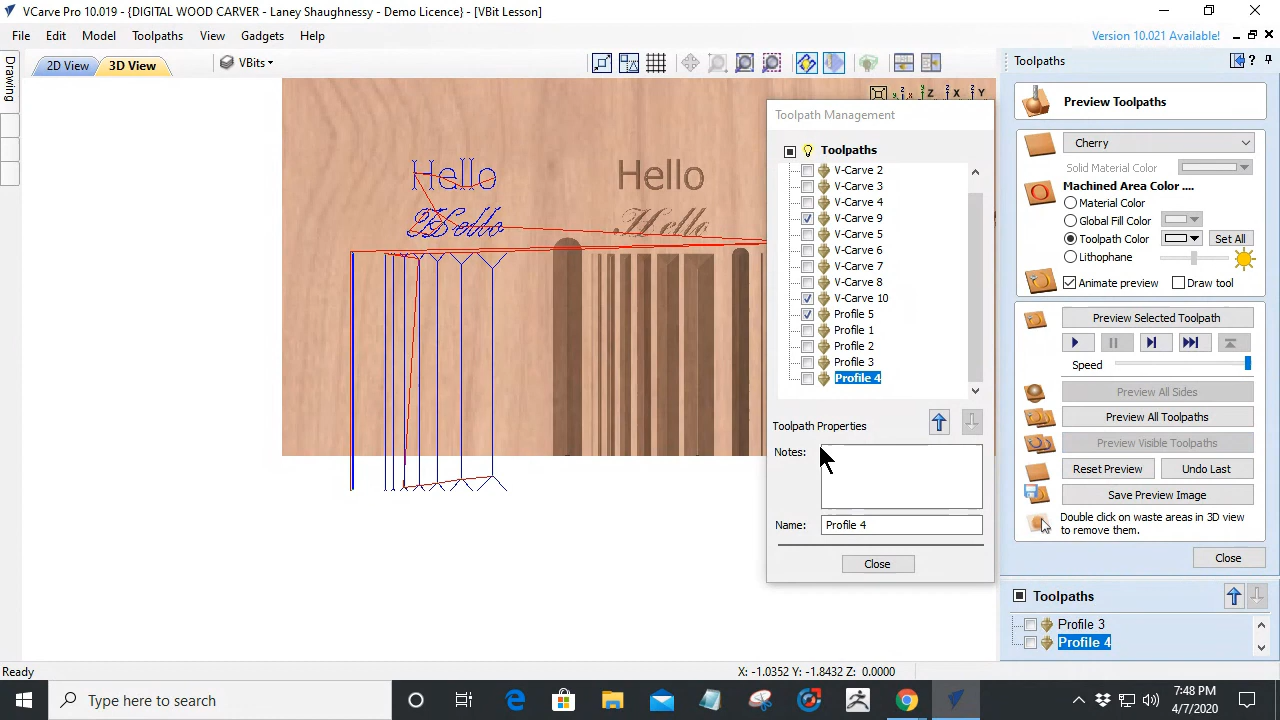 VCarve Pro 10.019 - {DIGITAL WOOD CARVER - Laney Shaughnessy - Demo Licence} - [VBit Lesson]
File Edit Model Toolpaths View Gadgets Help
Version 10.021 Available!
Drawing
2D View 3D View
VBits
Z X Y
Hello Hello
Hello Hello
Toolpath Management
Toolpaths
V-Carve 2
V-Carve 3
V-Carve 4
V-Carve 9
V-Carve 5
V-Carve 6
V-Carve 7
V-Carve 8
V-Carve 10
Profile 5
Profile 1
Profile 2
Profile 3
Profile 4
Toolpath Properties
Notes:
Name: Profile 4
Close
Toolpaths
Preview Toolpaths
Cherry
Solid Material Color
Machined Area Color ....
Material Color
Global Fill Color
Toolpath Color Set All
Lithophane
Animate preview Draw tool
Preview Selected Toolpath
Speed
Preview All Sides
Preview All Toolpaths
Preview Visible Toolpaths
Reset Preview Undo Last
Save Preview Image
Double click on waste areas in 3D view
to remove them.
Close
Toolpaths
Profile 3
Profile 4
Ready X: -1.0352 Y: -1.8432 Z: 0.0000
Type here to search
7:48 PM
4/7/2020